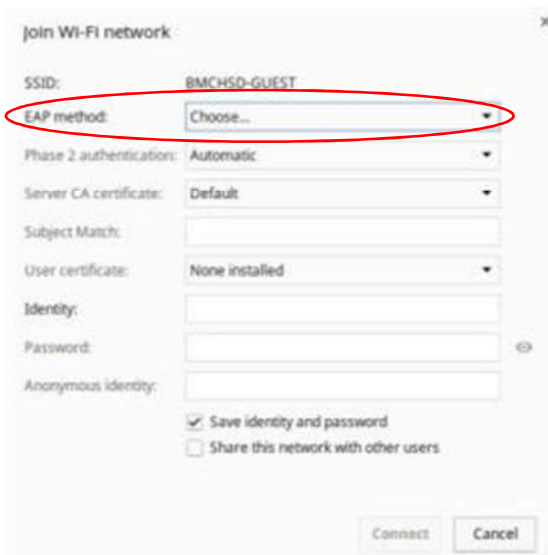 Join Wi-Fi network
SSID: BMCHSD-GUEST
EAP method: Choose...
Phase 2 authentication: Automatic
Server CA certificate: Default
Subject Match:
User certificate: None installed
Identity:
Password:
Anonymous identity:
Save identity and password
Share this network with other users
Connect Cancel